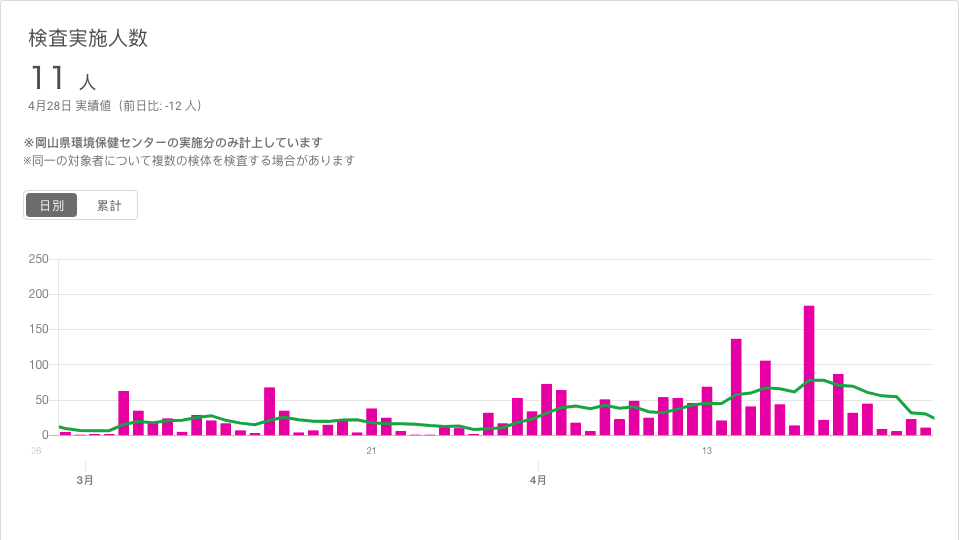 検査実施人数
11 人
4月28日 実績値（前日比: -12 人）
※岡山県環境保健センターの実施分のみ計上しています
※同一の対象者について複数の検体を検査する場合があります
日別 累計
250
200
150
100
50
0
26 21 13
3月 4月